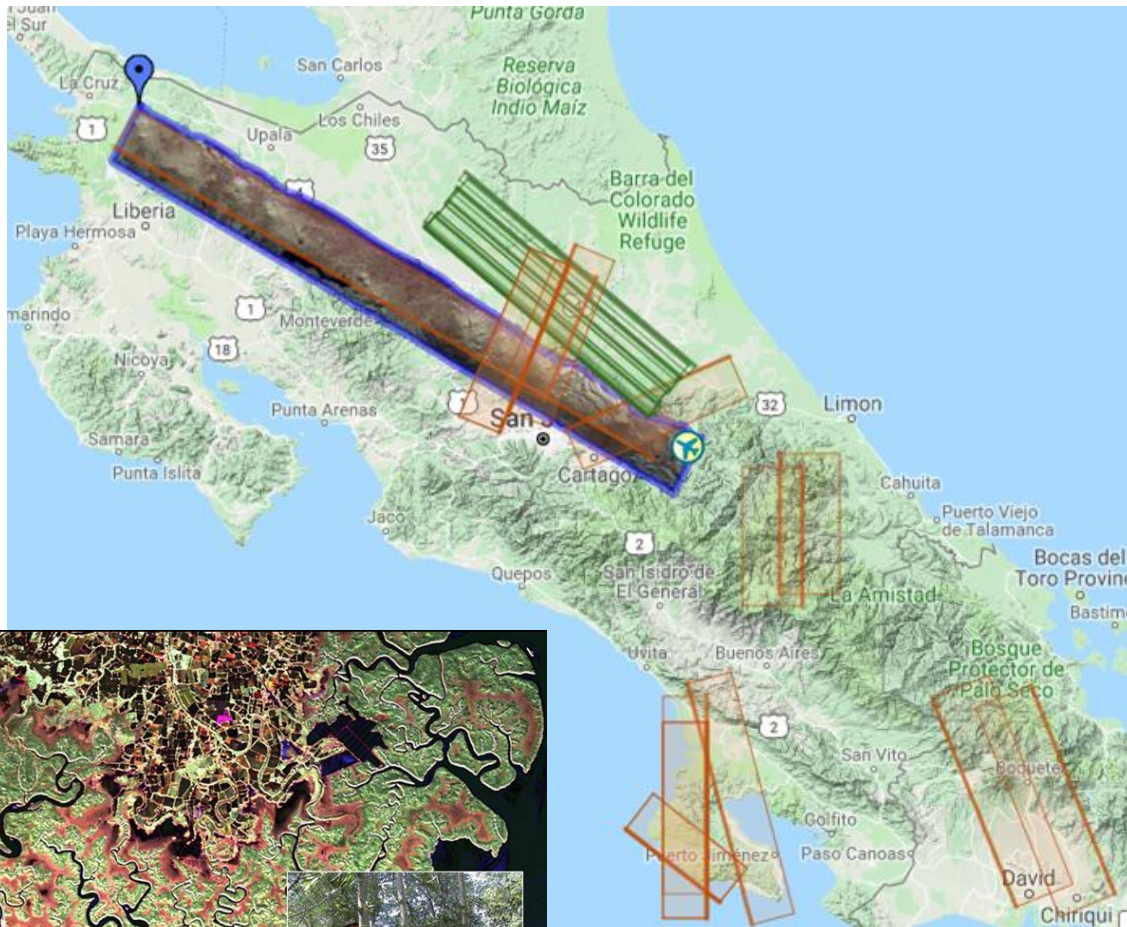 Juan
el Sur
Punta Gorda
La Cruz
San Carlos
Reserva
Biológica
Indio Maíz
1
Upala
Los Chiles
35
4
Barra del
Colorado
Wildlife
Refuge
Liberia
Playa Hermosa
marindo
1
Monteverde
18
Nicoya
Punta Arenas
1
32
Limon
San
Samara
Punta Islita
Cartago
Cahuita
Jaco
Puerto Viejo
de Talamanca
2
Quepos
San Isidro de
El General
Bocas del
Toro Provin
La Amistad
Bastim
Uvita
Buenos Aires
Bosque
Protector de
Palo Seco
2
San Vito
Boquete
Golfito
Puerto Jiménez
Paso Canoas
David
Chiriqui